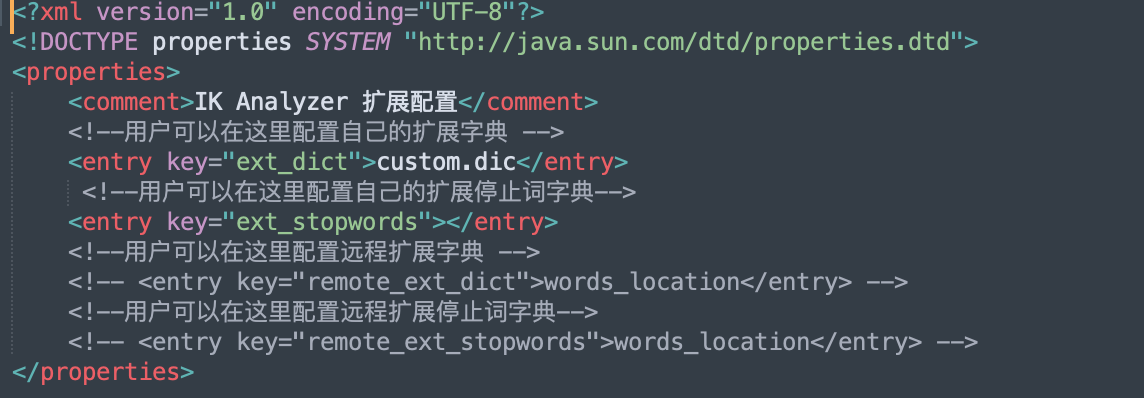 <?xml version="1.0" encoding="UTF-8"?>
<!DOCTYPE properties SYSTEM "http://java.sun.com/dtd/properties.dtd">
<properties>
    <comment>IK Analyzer 扩展配置</comment>
    <!--用户可以在这里配置自己的扩展字典 -->
    <entry key="ext_dict">custom.dic</entry>
     <!--用户可以在这里配置自己的扩展停止词字典-->
    <entry key="ext_stopwords"></entry>
    <!--用户可以在这里配置远程扩展字典 -->
    <!-- <entry key="remote_ext_dict">words_location</entry> -->
    <!--用户可以在这里配置远程扩展停止词字典-->
    <!-- <entry key="remote_ext_stopwords">words_location</entry> -->
</properties>